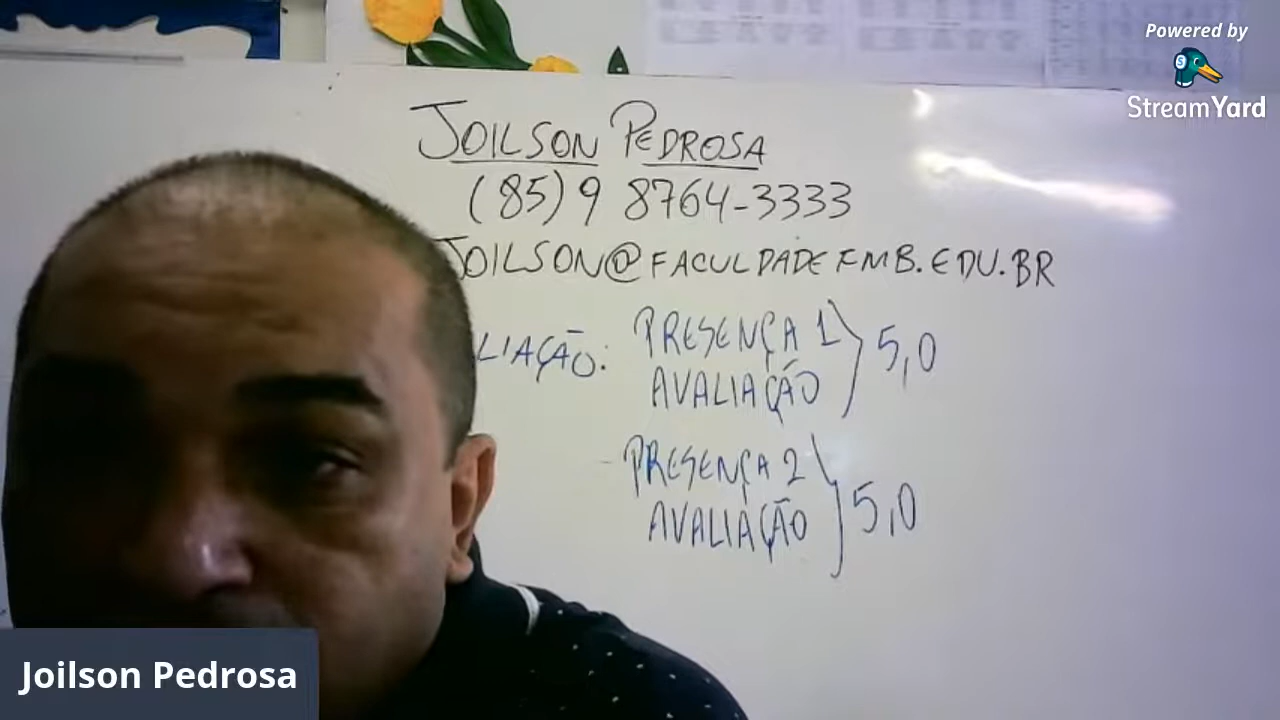 Powered by
StreamYard
JOILSON PEDROSA
(85) 9 8764-3333
JOILSON@FACULDADEFMB.EDU.BR
LIAÇÃO: PRESENÇA 1 } 5,0
AVALIAÇÃO
PRESENÇA 2 } 5,0
AVALIAÇÃO
Joilson Pedrosa